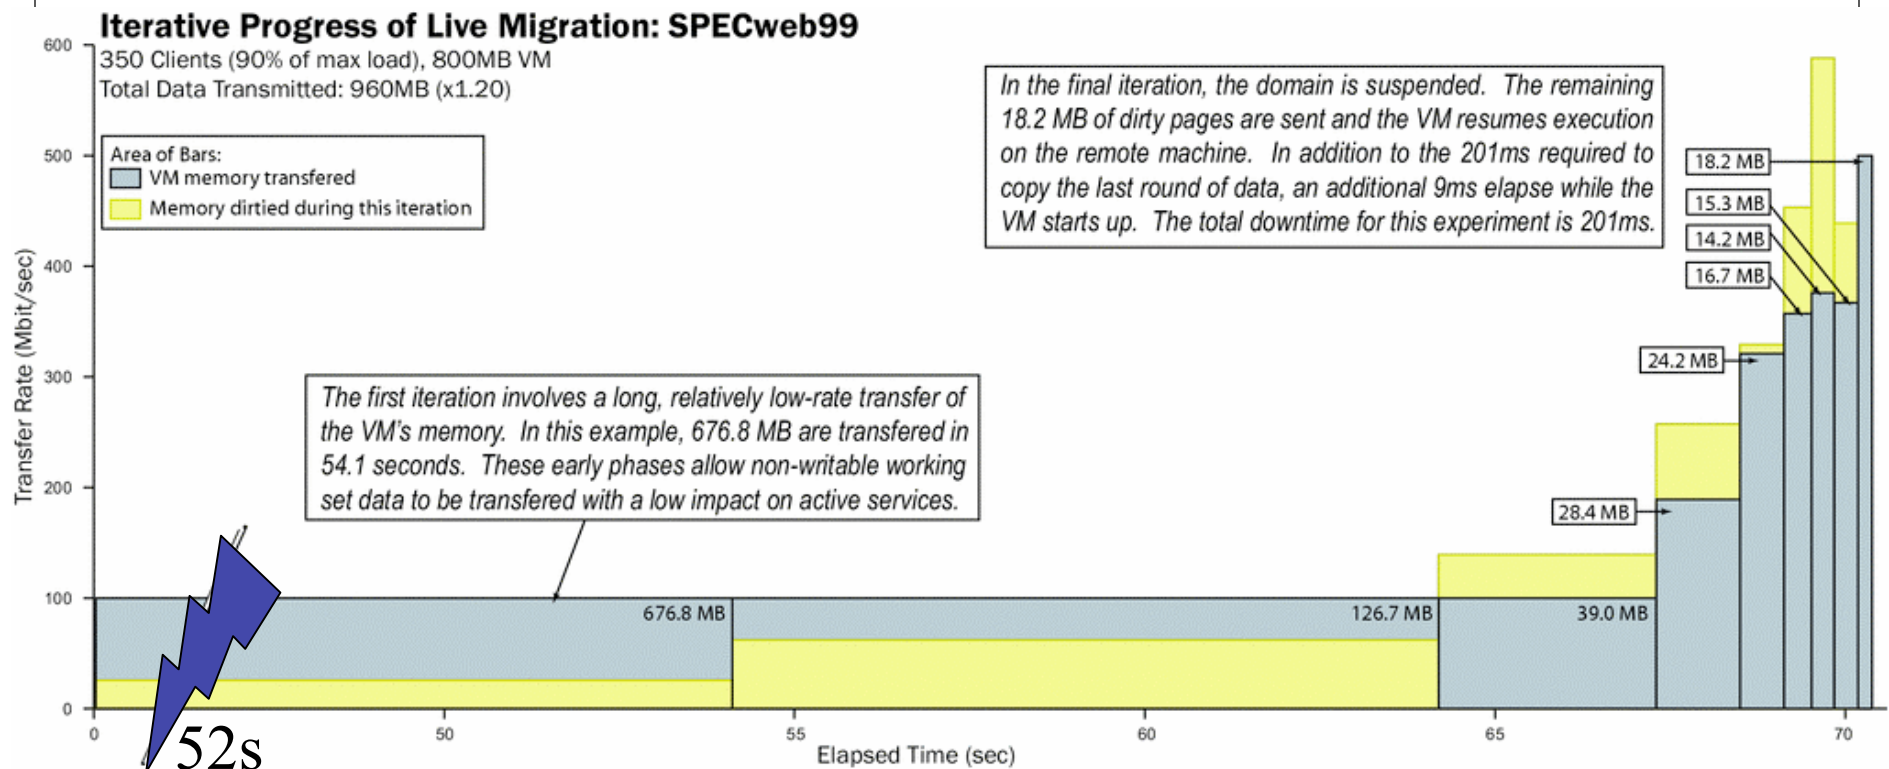 Iterative Progress of Live Migration: SPECweb99
350 Clients (90% of max load), 800MB VM
Total Data Transmitted: 960MB (x1.20)
Area of Bars:
VM memory transfered
Memory dirtied during this iteration
In the final iteration, the domain is suspended. The remaining
18.2 MB of dirty pages are sent and the VM resumes execution
on the remote machine. In addition to the 201ms required to
copy the last round of data, an additional 9ms elapse while the
VM starts up. The total downtime for this experiment is 201ms.
18.2 MB
15.3 MB
14.2 MB
16.7 MB
24.2 MB
28.4 MB
The first iteration involves a long, relatively low-rate transfer of
the VM's memory. In this example, 676.8 MB are transfered in
54.1 seconds. These early phases allow non-writable working
set data to be transfered with a low impact on active services.
676.8 MB
126.7 MB
39.0 MB
Transfer Rate (Mbit/sec)
600
500
400
300
200
100
0
0
50
55
60
65
70
52s
Elapsed Time (sec)